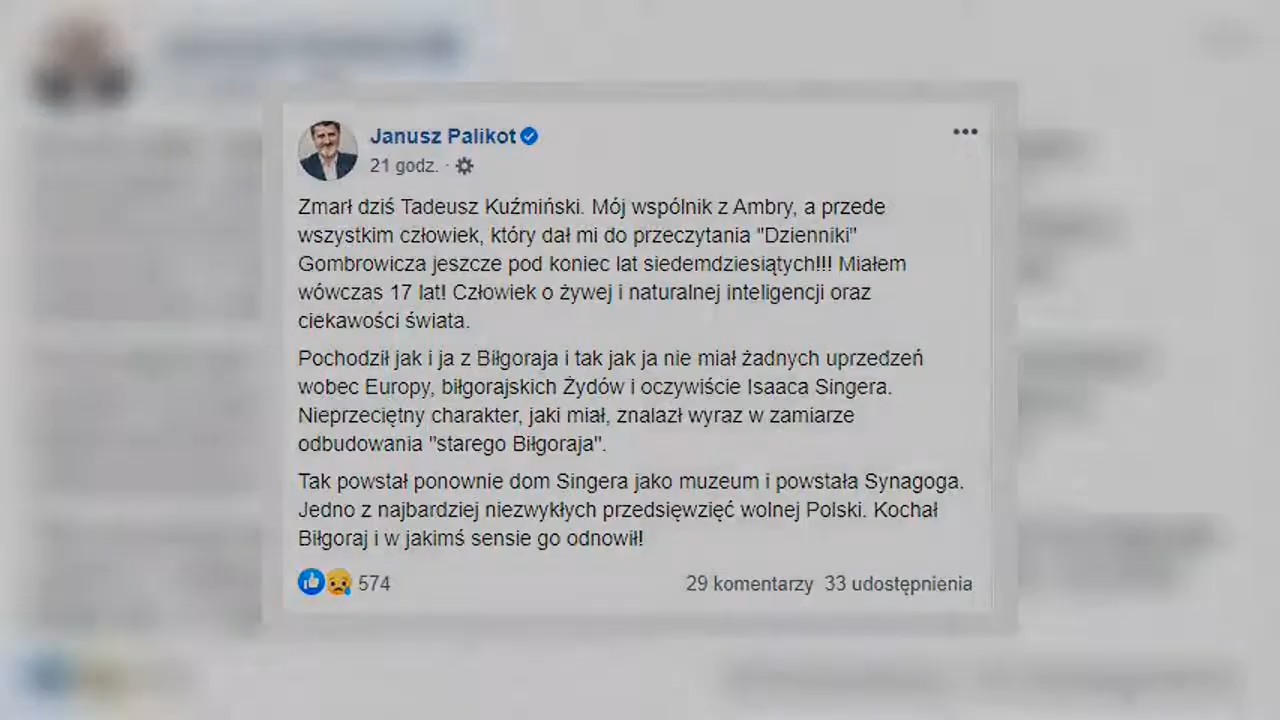 Janusz Palikot
21 godz. ·
Zmarł dziś Tadeusz Kuźmiński. Mój wspólnik z Ambry, a przede
wszystkim człowiek, który dał mi do przeczytania "Dzienniki"
Gombrowicza jeszcze pod koniec lat siedemdziesiątych!!! Miałem
wówczas 17 lat! Człowiek o żywej i naturalnej inteligencji oraz
ciekawości świata.
Pochodził jak i ja z Biłgoraja i tak jak ja nie miał żadnych uprzedzeń
wobec Europy, biłgorajskich Żydów i oczywiście Isaaca Singera.
Nieprzeciętny charakter, jaki miał, znalazł wyraz w zamiarze
odbudowania "starego Biłgoraja".
Tak powstał ponownie dom Singera jako muzeum i powstała Synagoga.
Jedno z najbardziej niezwykłych przedsięwzięć wolnej Polski. Kochał
Biłgoraj i w jakimś sensie go odnowił!
574 29 komentarzy 33 udostępnienia